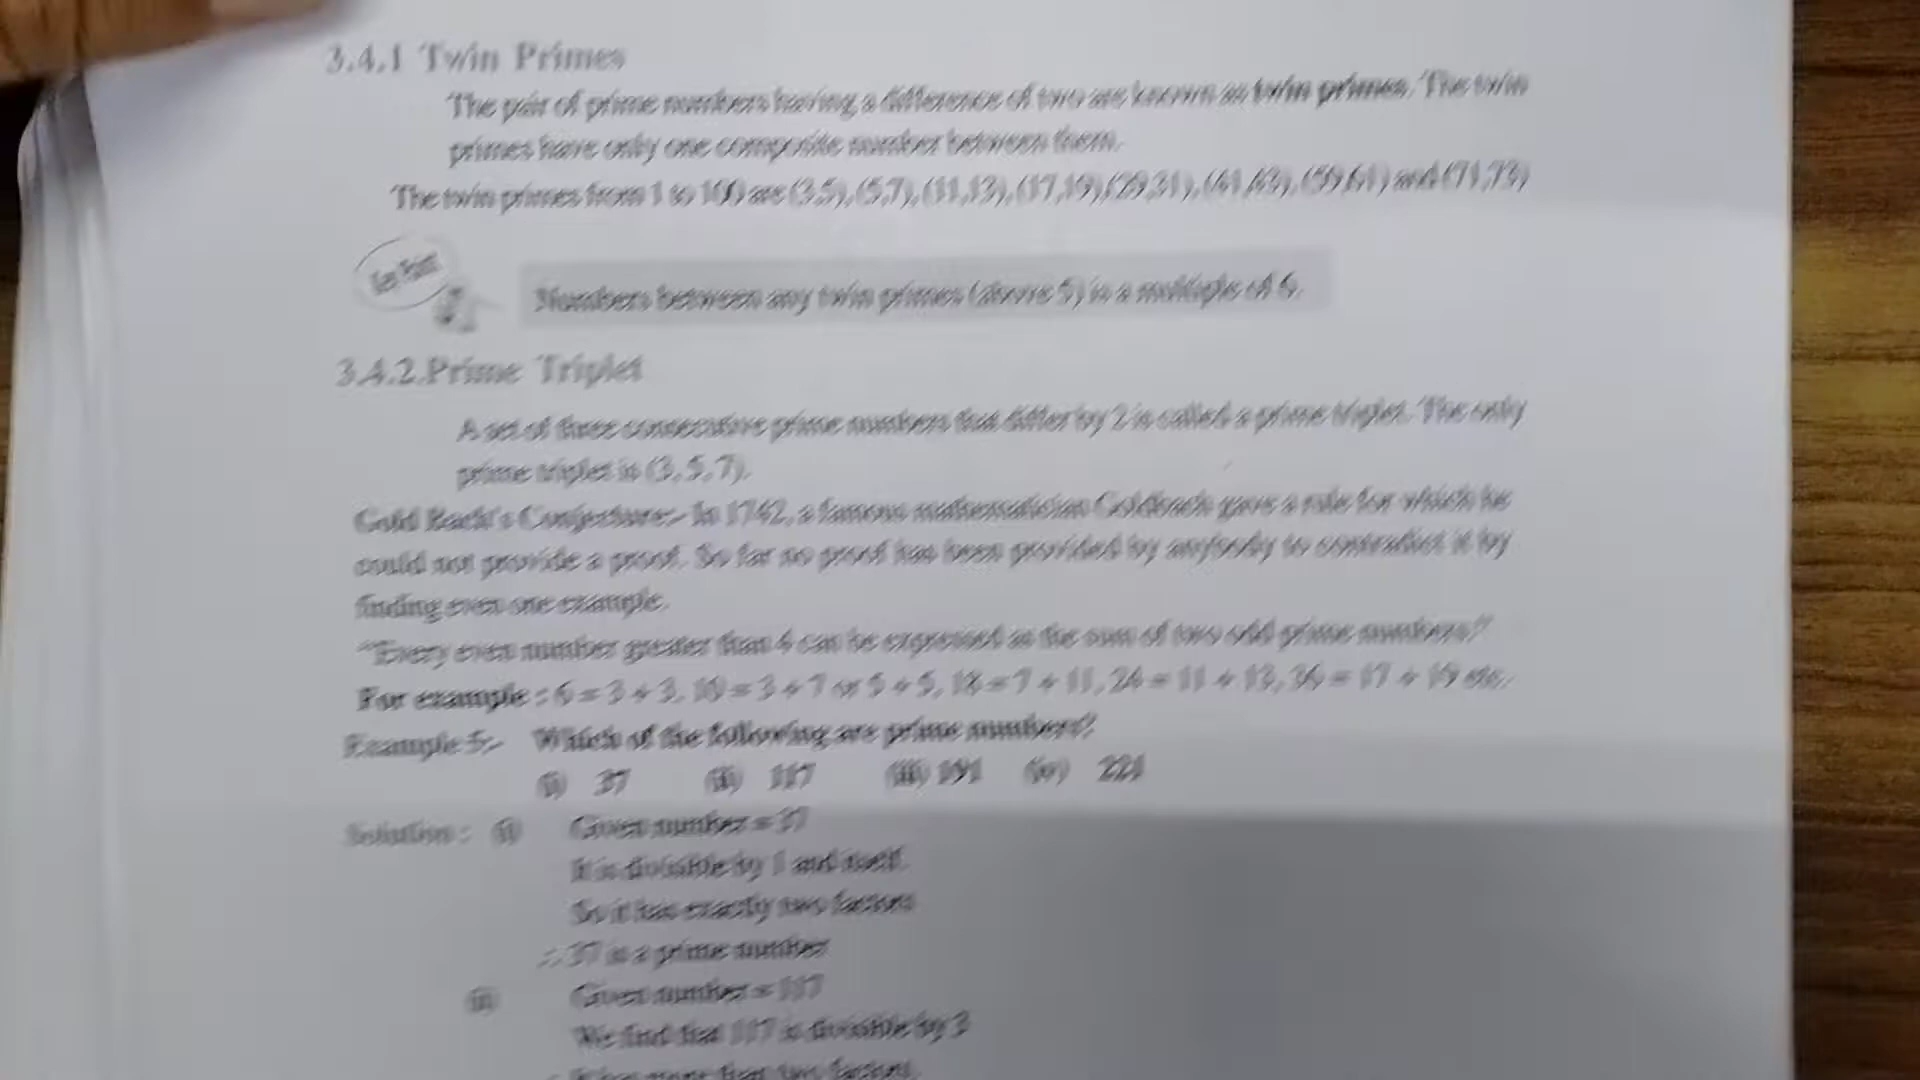 3.4.1 Twin Primes
The pair of prime numbers having a difference of two are known as twin primes. The twin
primes have only one composite number between them.
The twin primes from 1 to 100 are (3,5),(5,7),(11,13),(17,19)(29,31),(41,43),(59,61) and (71,73)
Key Point
Numbers between any twin primes (above 5) is a multiple of 6.
3.4.2.Prime Triplet
A set of three consecutive prime numbers that differ by 2 is called a prime triplet. The only
prime triplet is (3,5,7).
Gold Bach's Conjecture:- In 1742, a famous mathematician Goldbach gave a rule for which he
could not provide a proof. So far no proof has been provided by anybody to contradict it by
finding even one example.
"Every even number greater than 4 can be expressed as the sum of two odd prime numbers"
For example : 6 = 3 + 3, 10 = 3 + 7 or 5 + 5, 18 = 7 + 11, 24 = 11 + 13, 36 = 17 + 19 etc.
Example 5:- Which of the following are prime numbers?
(i) 37 (ii) 117 (iii) 191 (iv) 221
Solution : (i) Given number = 37
It is divisible by 1 and itself.
So it has exactly two factors
∴ 37 is a prime number
(ii) Given number = 117
We find that 117 is divisible by 3
more than two factors.